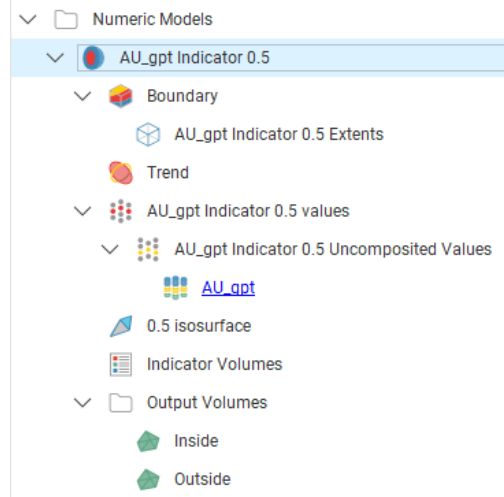 Numeric Models
AU_gpt Indicator 0.5
Boundary
AU_gpt Indicator 0.5 Extents
Trend
AU_gpt Indicator 0.5 values
AU_gpt Indicator 0.5 Uncomposited Values
AU_gpt
0.5 isosurface
Indicator Volumes
Output Volumes
Inside
Outside